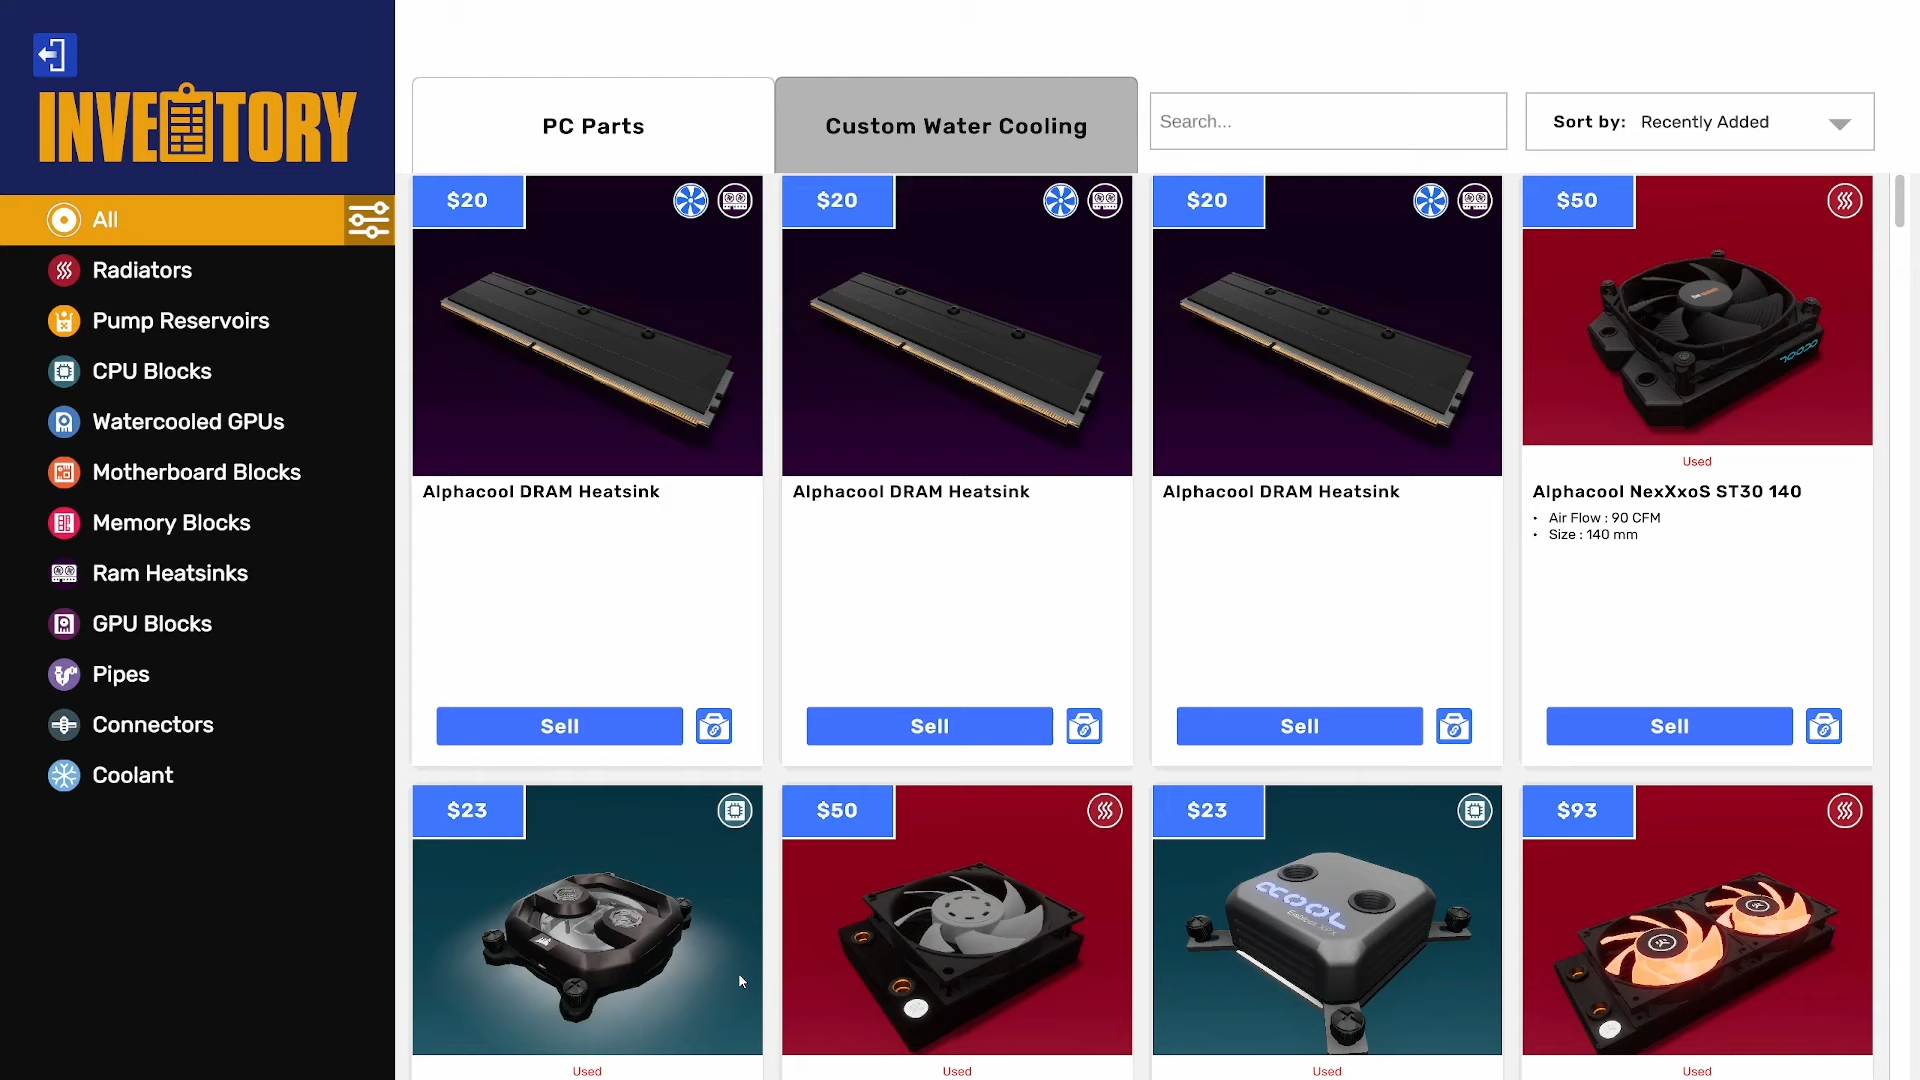 INVENTORY
PC Parts
Custom Water Cooling
Search...
Sort by: Recently Added
All
Radiators
Pump Reservoirs
CPU Blocks
Watercooled GPUs
Motherboard Blocks
Memory Blocks
Ram Heatsinks
GPU Blocks
Pipes
Connectors
Coolant
$20
Alphacool DRAM Heatsink
Sell
$20
Alphacool DRAM Heatsink
Sell
$20
Alphacool DRAM Heatsink
Sell
$50
Used
Alphacool NexXxoS ST30 140
• Air Flow : 90 CFM
• Size : 140 mm
Sell
$23
Used
$50
Used
$23
acool
Used
$93
Used